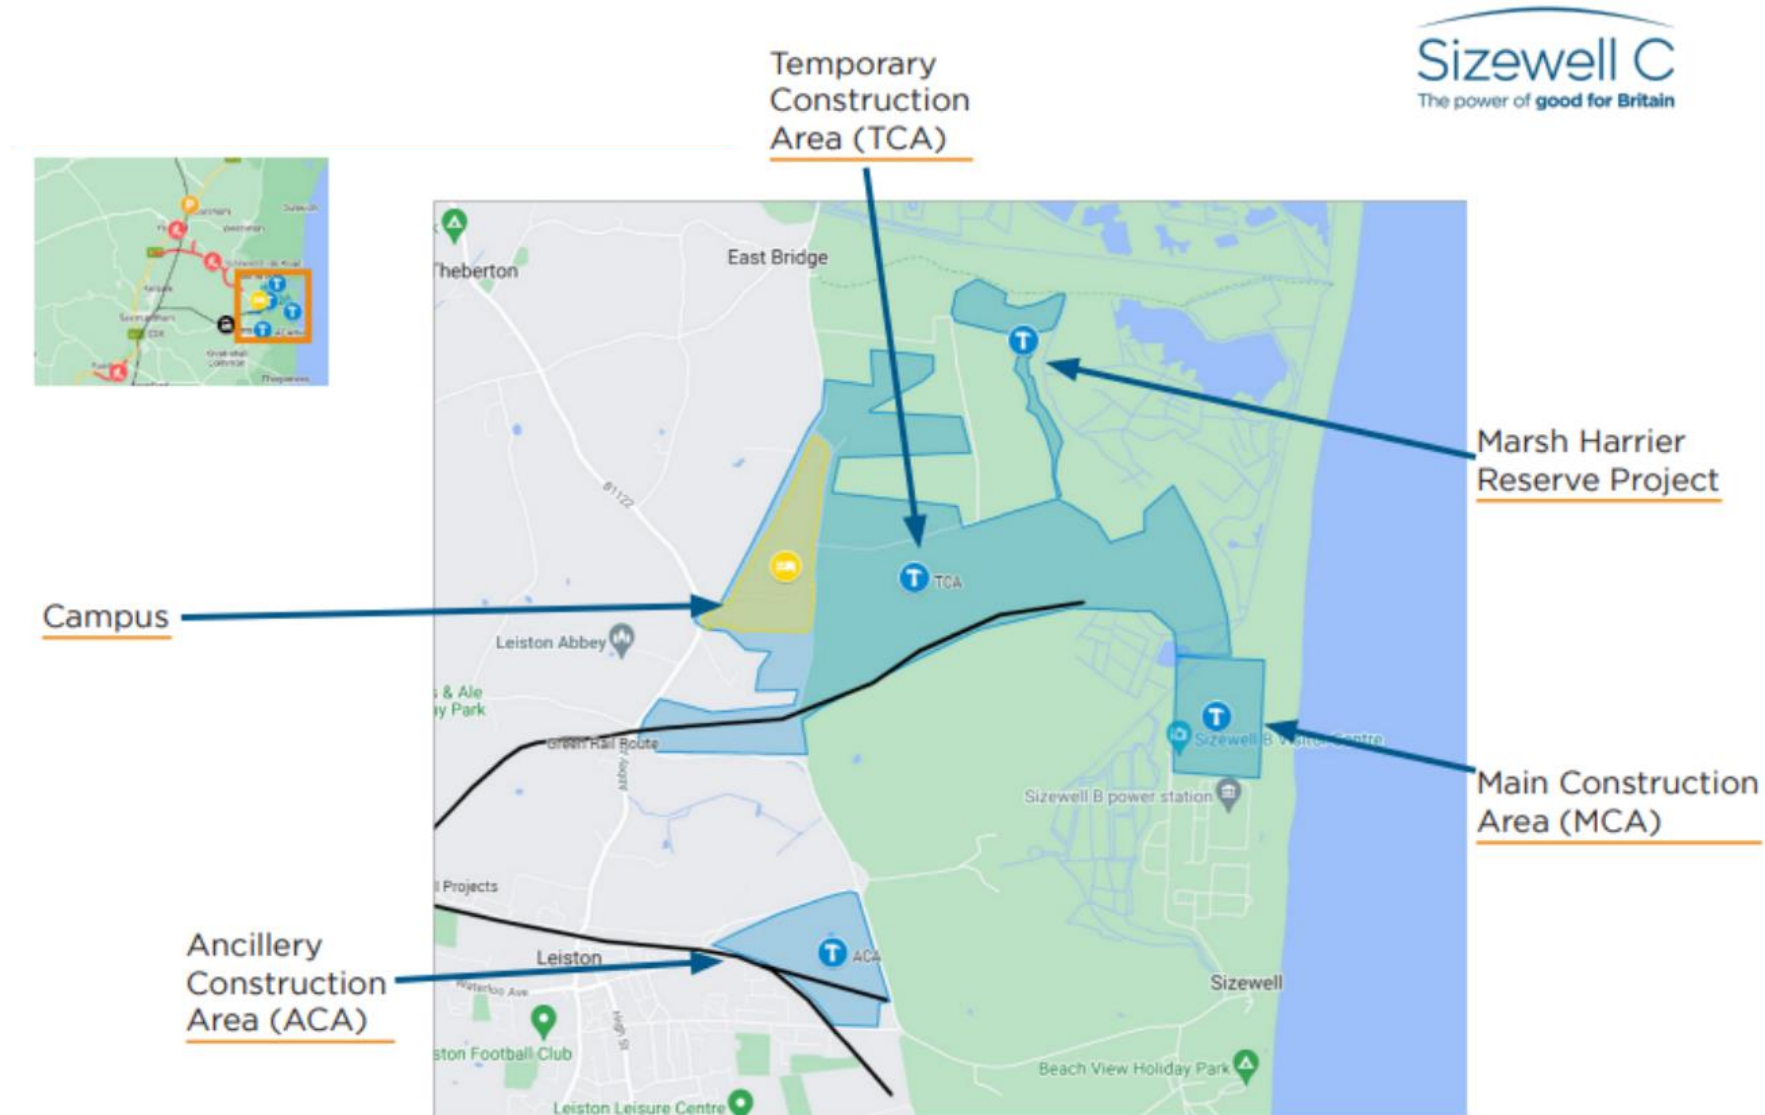 Sizewell C
The power of good for Britain
Temporary
Construction
Area (TCA)
East Bridge
Theberton
Marsh Harrier
Reserve Project
B1122
TCA
Campus
Leiston Abbey
s & Ale
ay Park
Green Rail Route
Abbey
Sizewell B Visitor Centre
Sizewell B power station
Main Construction
Area (MCA)
l Projects
Ancillery
Construction
Area (ACA)
ACA
Leiston
Waterloo Ave
High St
Sizewell
ston Football Club
Beach View Holiday Park
Leiston Leisure Centre